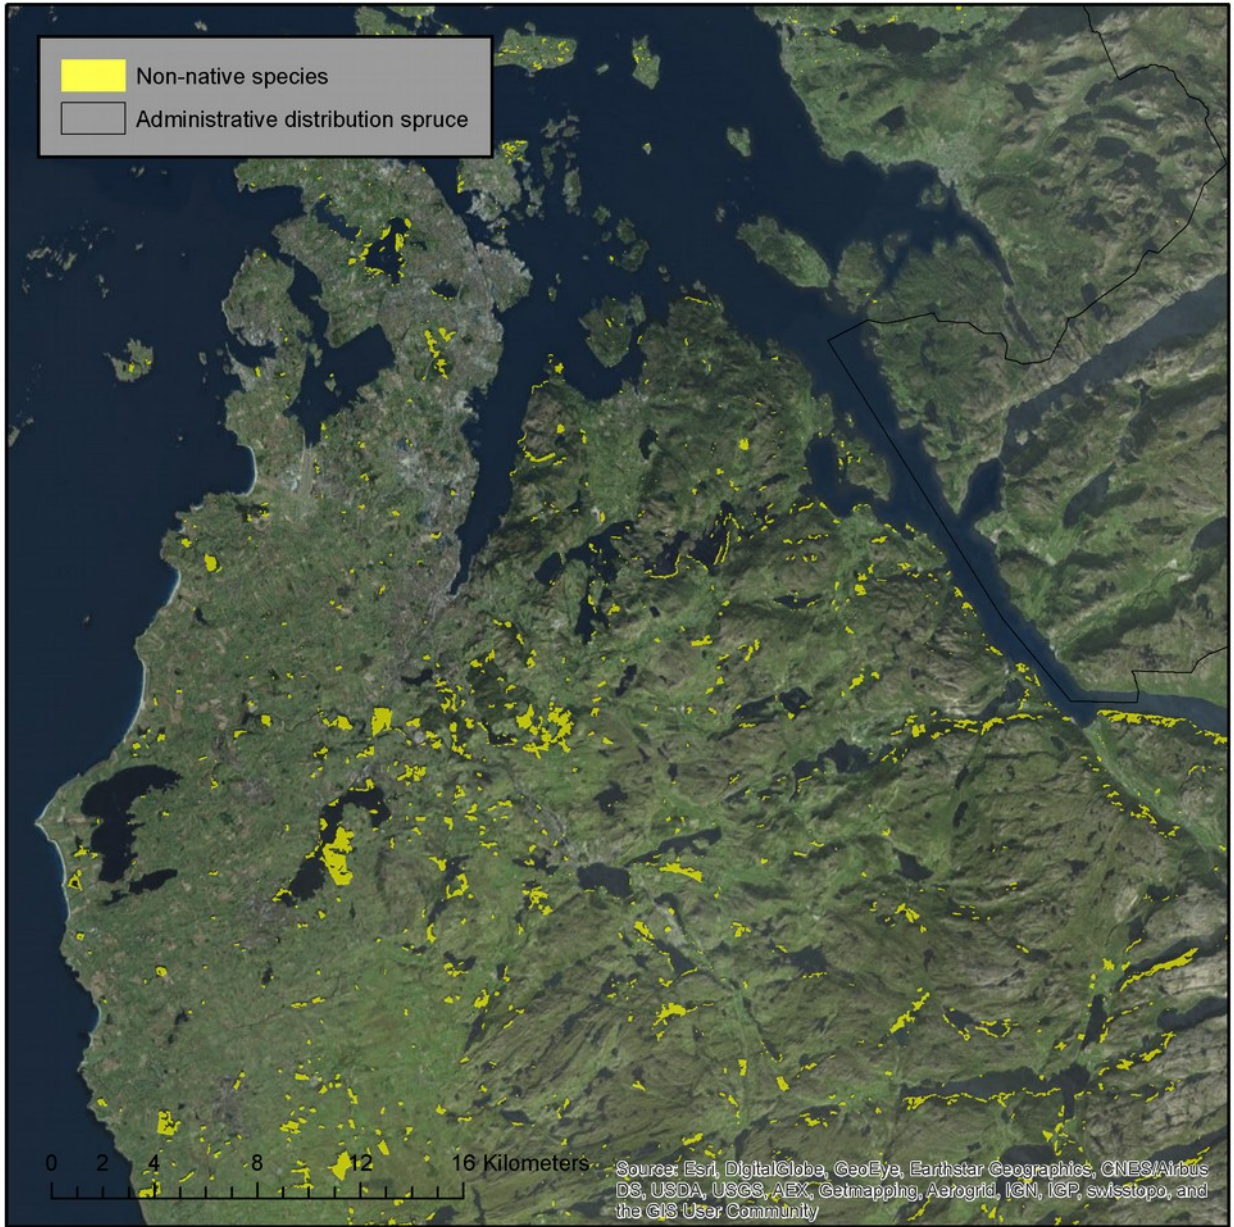 Non-native species
Administrative distribution spruce
0 2 4 8 12 16 Kilometers
Source: Esri, DigitalGlobe, GeoEye, Earthstar Geographics, CNES/Airbus
DS, USDA, USGS, AEX, Getmapping, Aerogrid, IGN, IGP, swisstopo, and
the GIS User Community